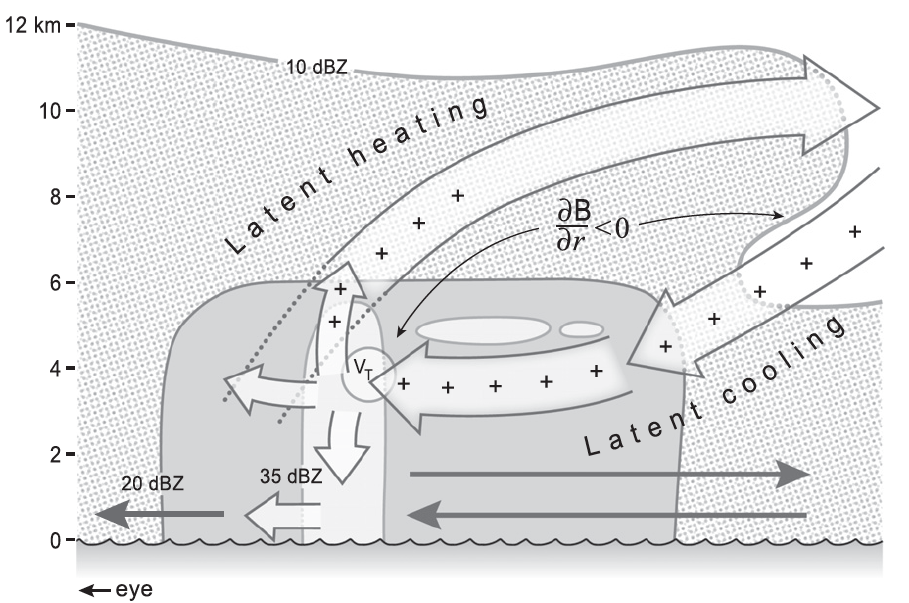 12 km
10 dBZ
10
Latent heating
8
∂B/∂r <0
6
+ + + +
+ + + + +
+ +
4
V_T
+ + + + +
Latent cooling
2
20 dBZ
35 dBZ
0
← eye